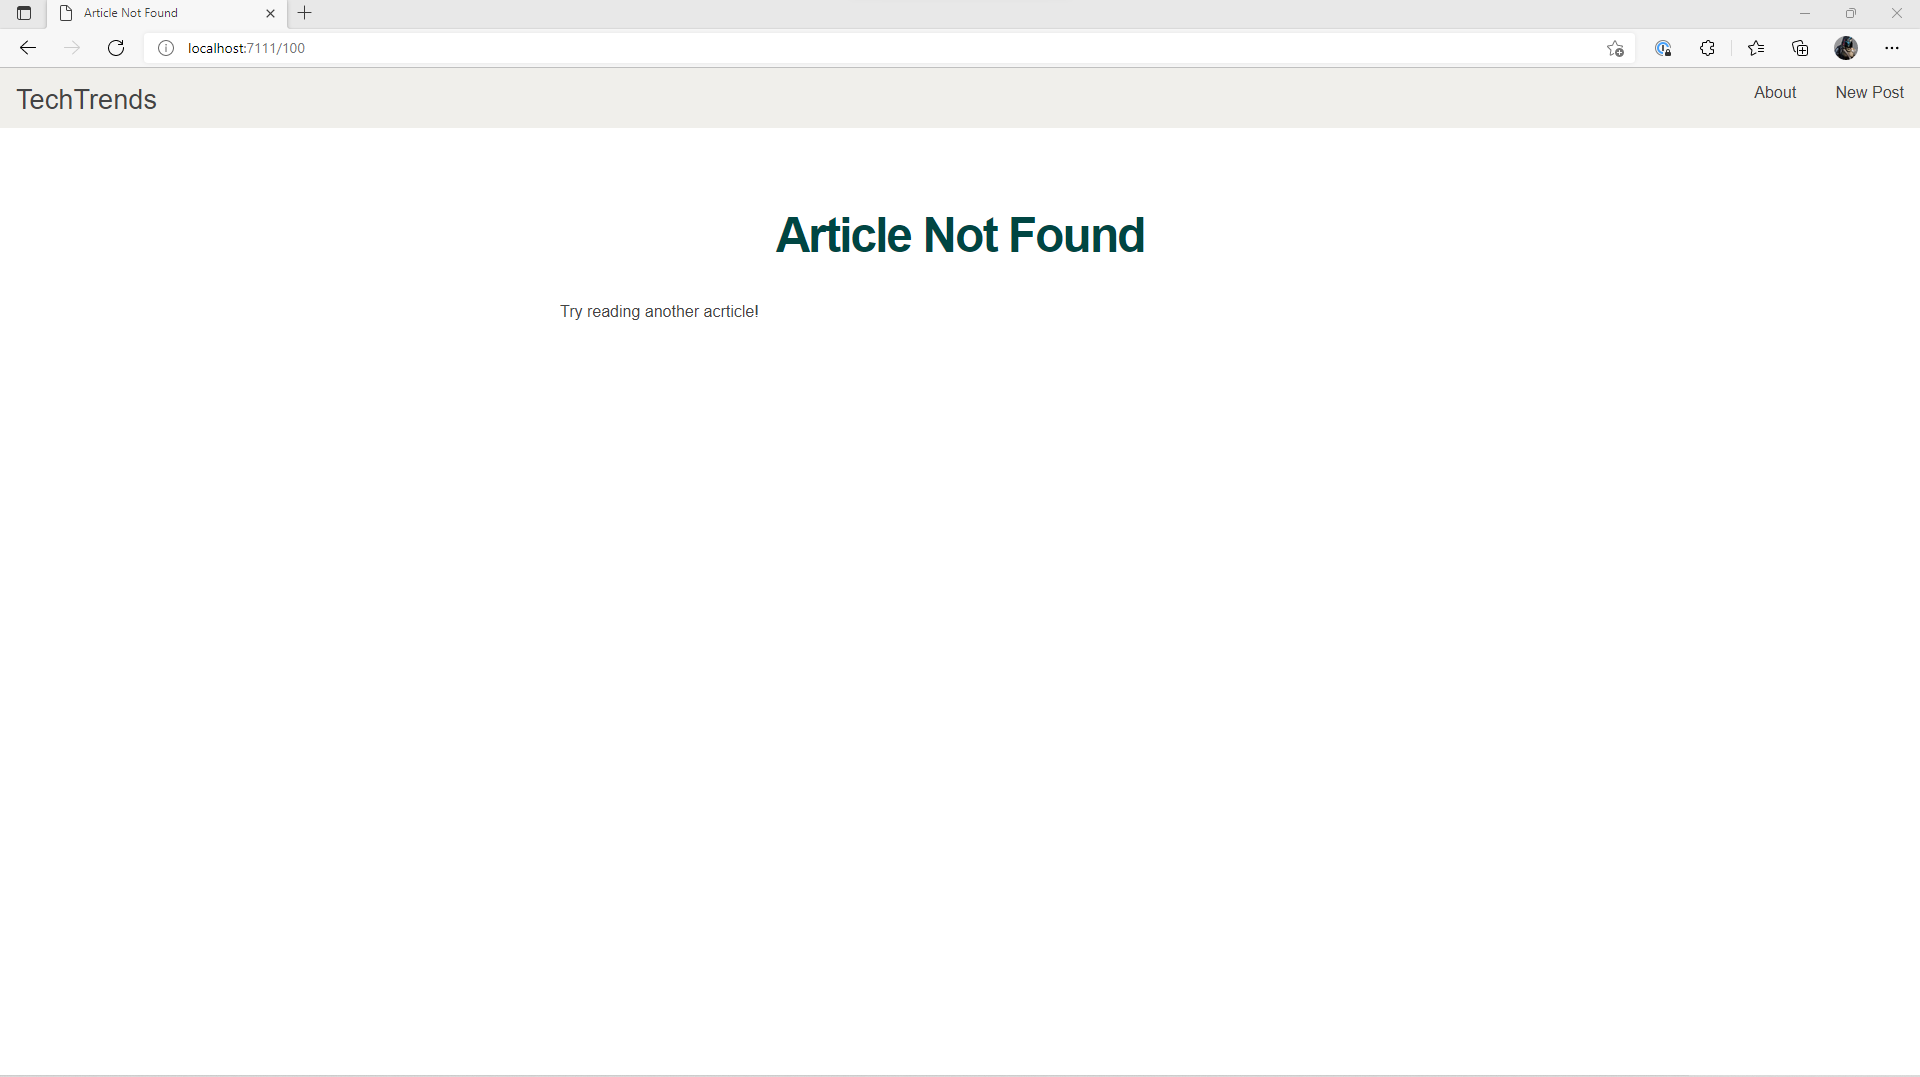 Article Not Found
localhost:7111/100
TechTrends
About
New Post
Article Not Found
Try reading another acrticle!